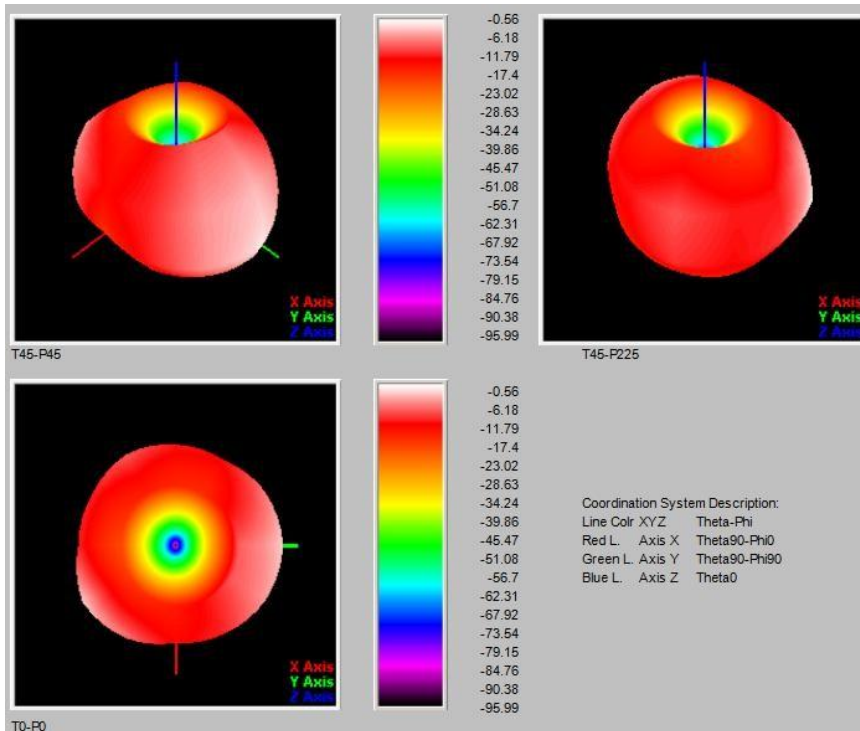 -0.56
-6.18
-11.79
-17.4
-23.02
-28.63
-34.24
-39.86
-45.47
-51.08
-56.7
-62.31
-67.92
-73.54
-79.15
-84.76
-90.38
-95.99
X Axis
Y Axis
Z Axis
T45-P45
X Axis
Y Axis
Z Axis
T45-P225
-0.56
-6.18
-11.79
-17.4
-23.02
-28.63
-34.24
-39.86
-45.47
-51.08
-56.7
-62.31
-67.92
-73.54
-79.15
-84.76
-90.38
-95.99
X Axis
Y Axis
Z Axis
T0-P0
Coordination System Description:
Line Colr XYZ Theta-Phi
Red L. Axis X Theta90-Phi0
Green L. Axis Y Theta90-Phi90
Blue L. Axis Z Theta0